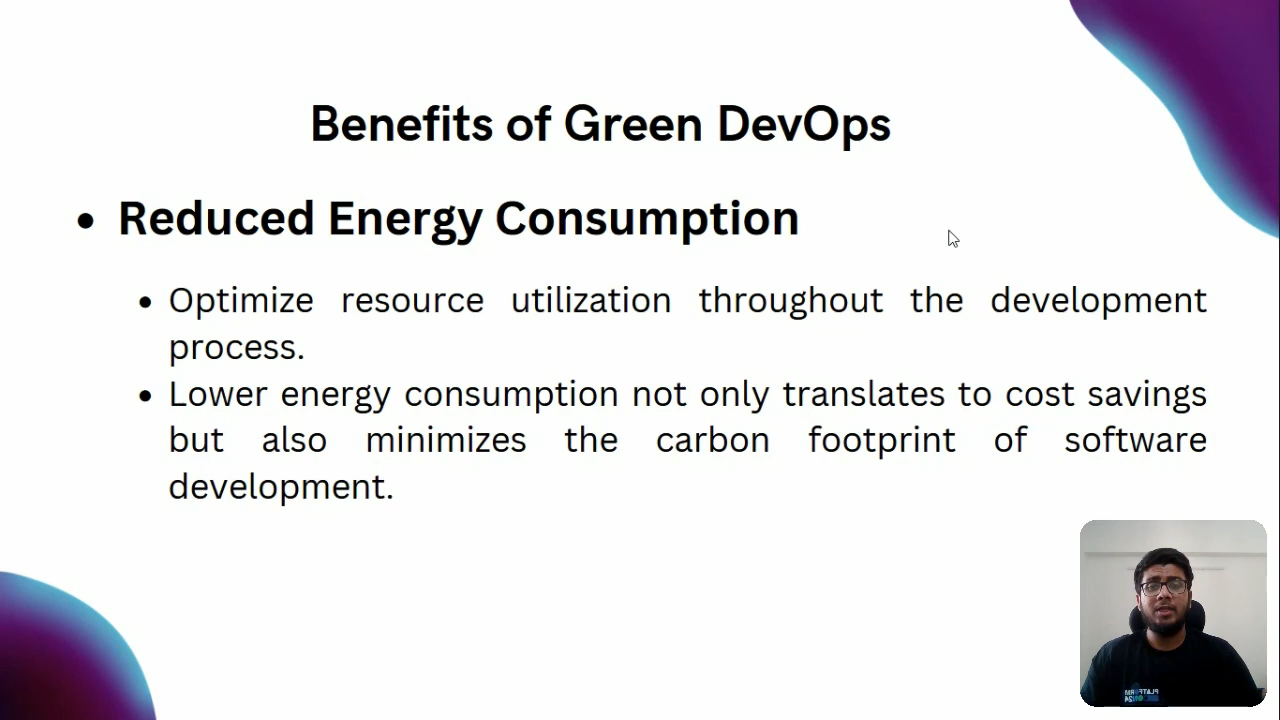 Benefits of Green DevOps
Reduced Energy Consumption
Optimize resource utilization throughout the development
process.
Lower energy consumption not only translates to cost savings
but also minimizes the carbon footprint of software
development.